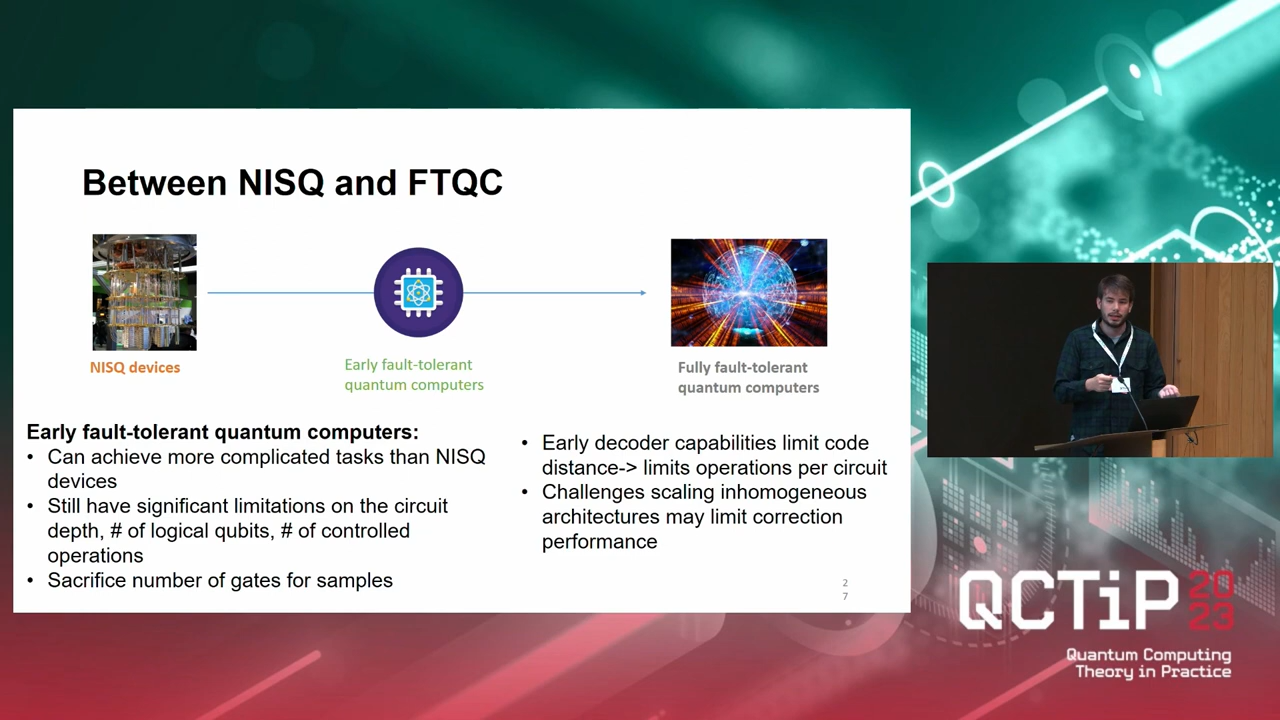 Between NISQ and FTQC
NISQ devices
Early fault-tolerant
quantum computers
Fully fault-tolerant
quantum computers
Early fault-tolerant quantum computers:
• Can achieve more complicated tasks than NISQ
devices
• Still have significant limitations on the circuit
depth, # of logical qubits, # of controlled
operations
• Sacrifice number of gates for samples
• Early decoder capabilities limit code
distance-> limits operations per circuit
• Challenges scaling inhomogeneous
architectures may limit correction
performance
2
7
QCTiP 20
23
Quantum Computing
Theory in Practice